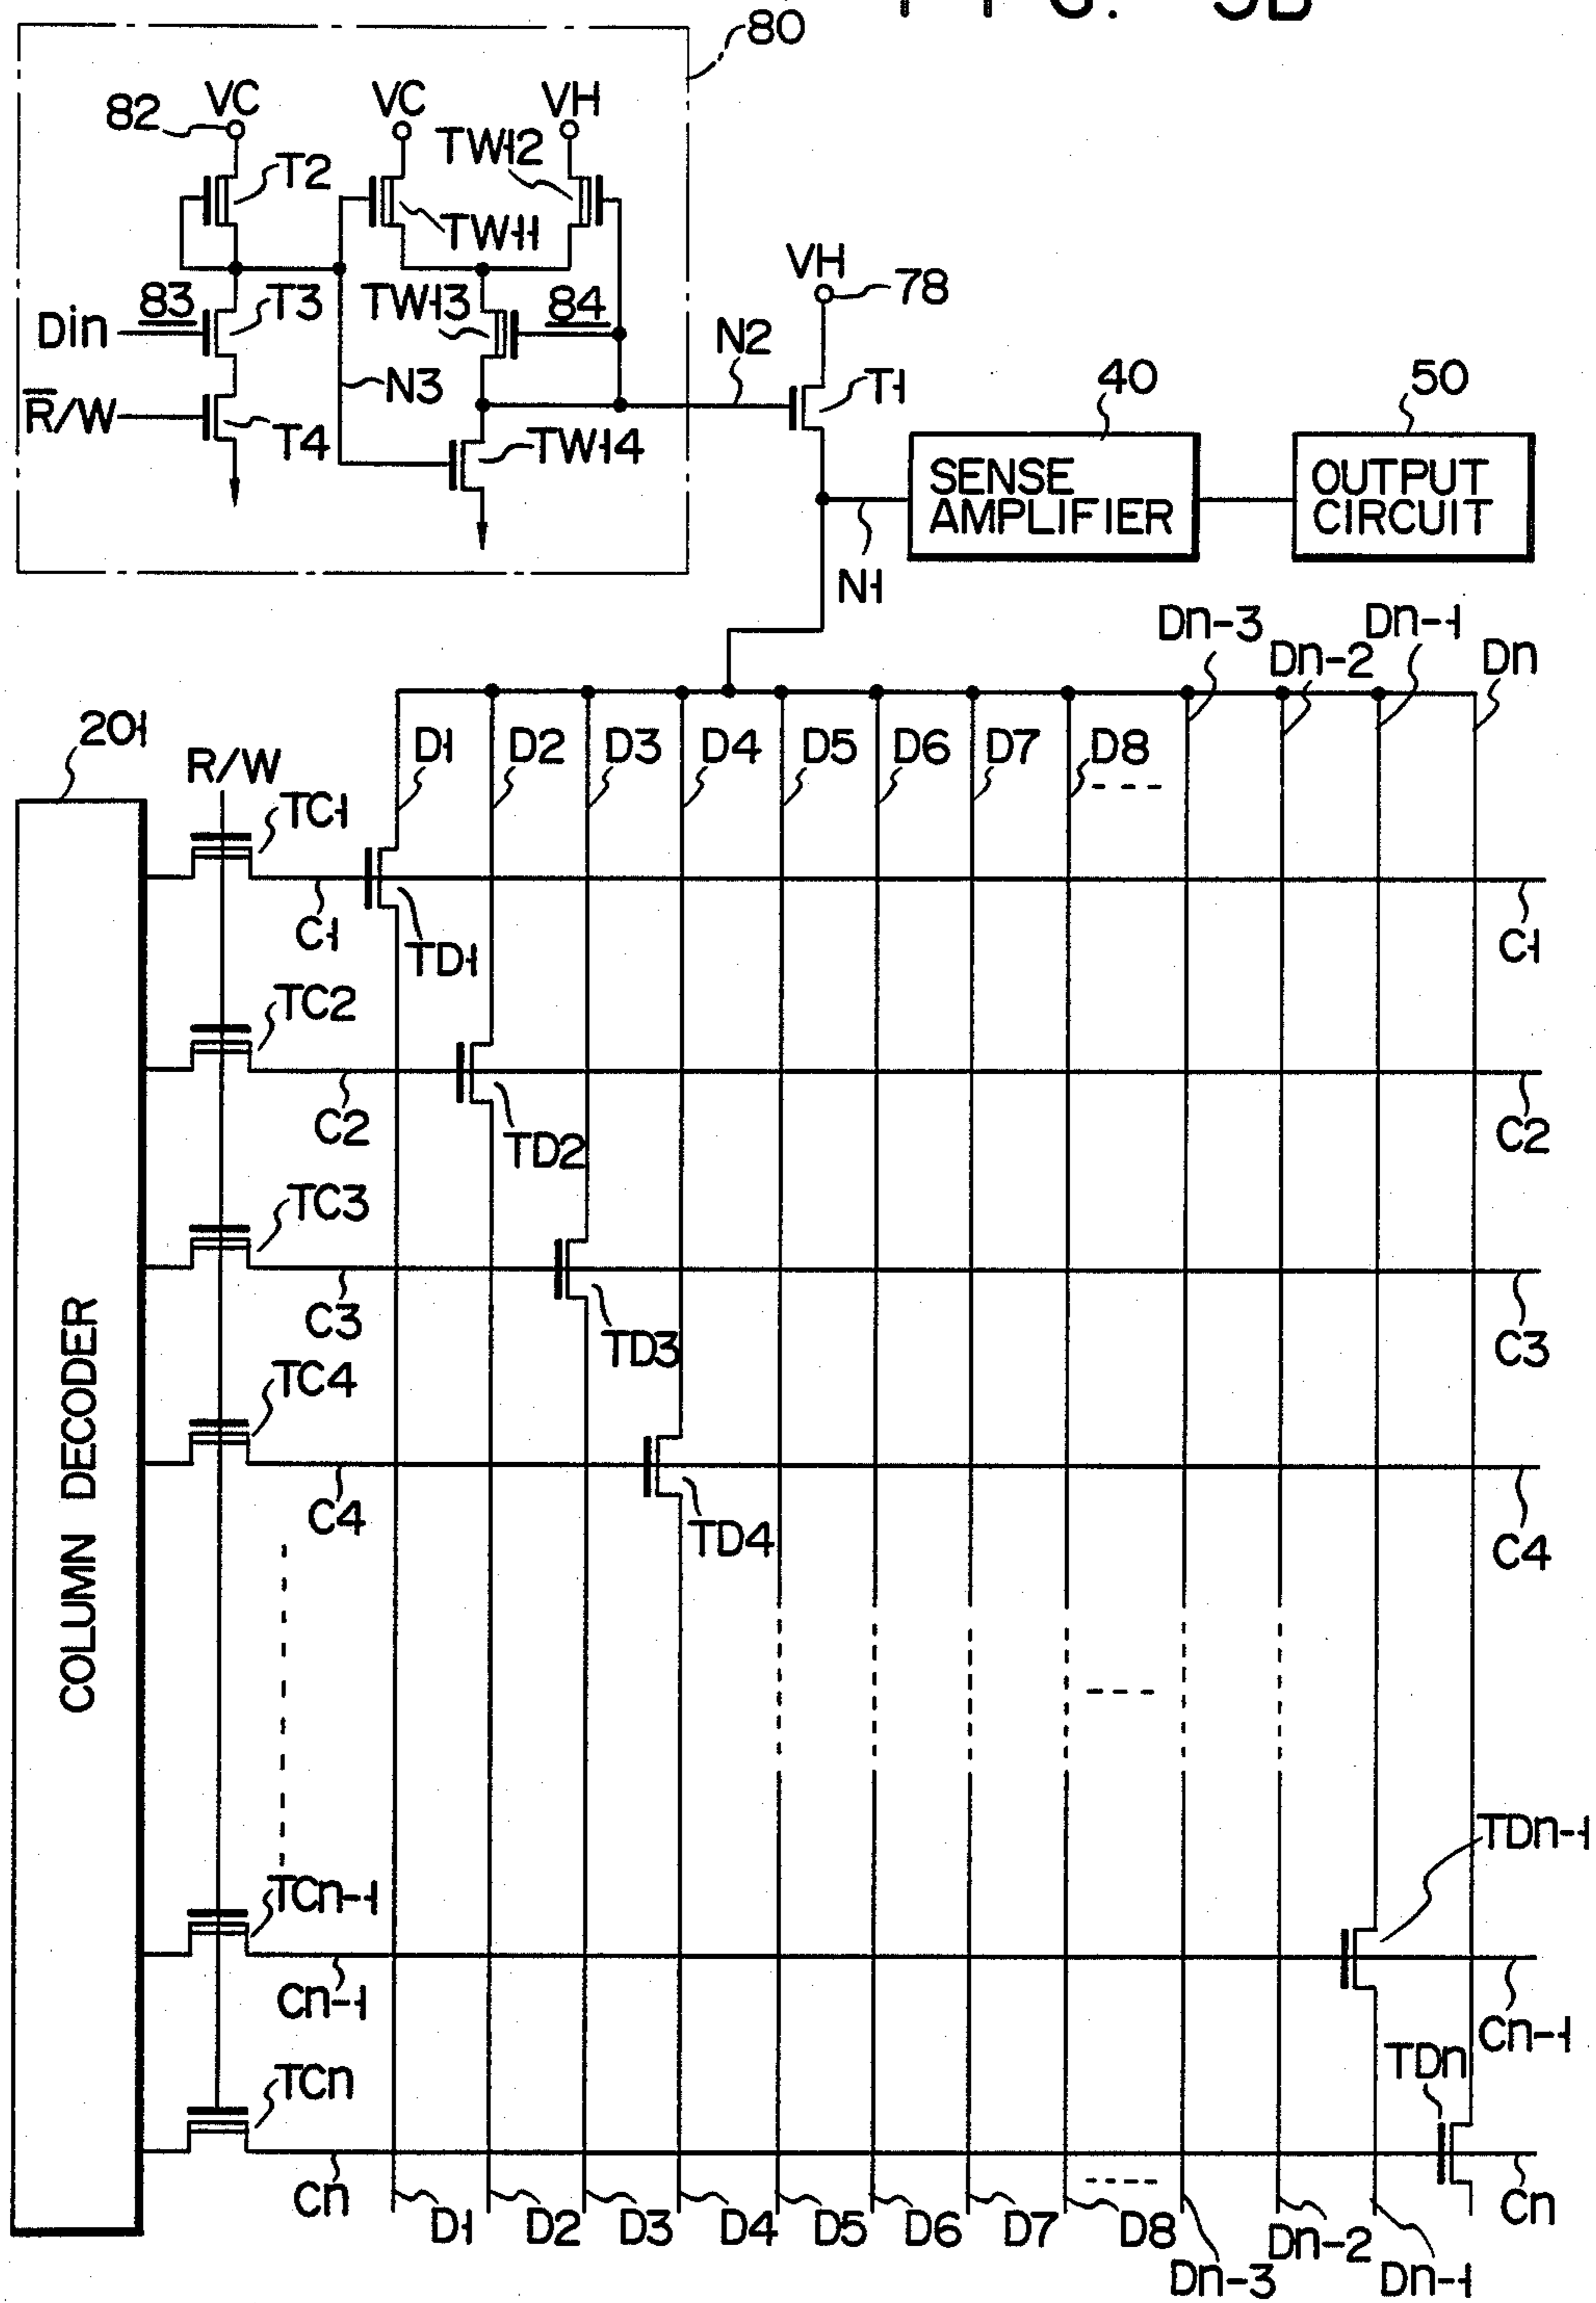 FIG. 5B
80
82
VC
VC
VH
T2
TW12
TW11
VH
78
Din
83
T3
TW13
84
N2
R̅/W
T4
N3
TW14
T1
40
50
SENSE
AMPLIFIER
OUTPUT
CIRCUIT
N1
Dn-3
Dn-2
Dn-1
Dn
201
R/W
D1
D2
D3
D4
D5
D6
D7
D8
TC1
C1
TD1
C1
TC2
C2
TD2
C2
TC3
C3
TD3
C3
COLUMN DECODER
TC4
C4
TD4
C4
TDn-1
TCn-1
Cn-1
Cn-1
TDn
TCn
Cn
Cn
D1
D2
D3
D4
D5
D6
D7
D8
Dn-3
Dn-2
Dn-1